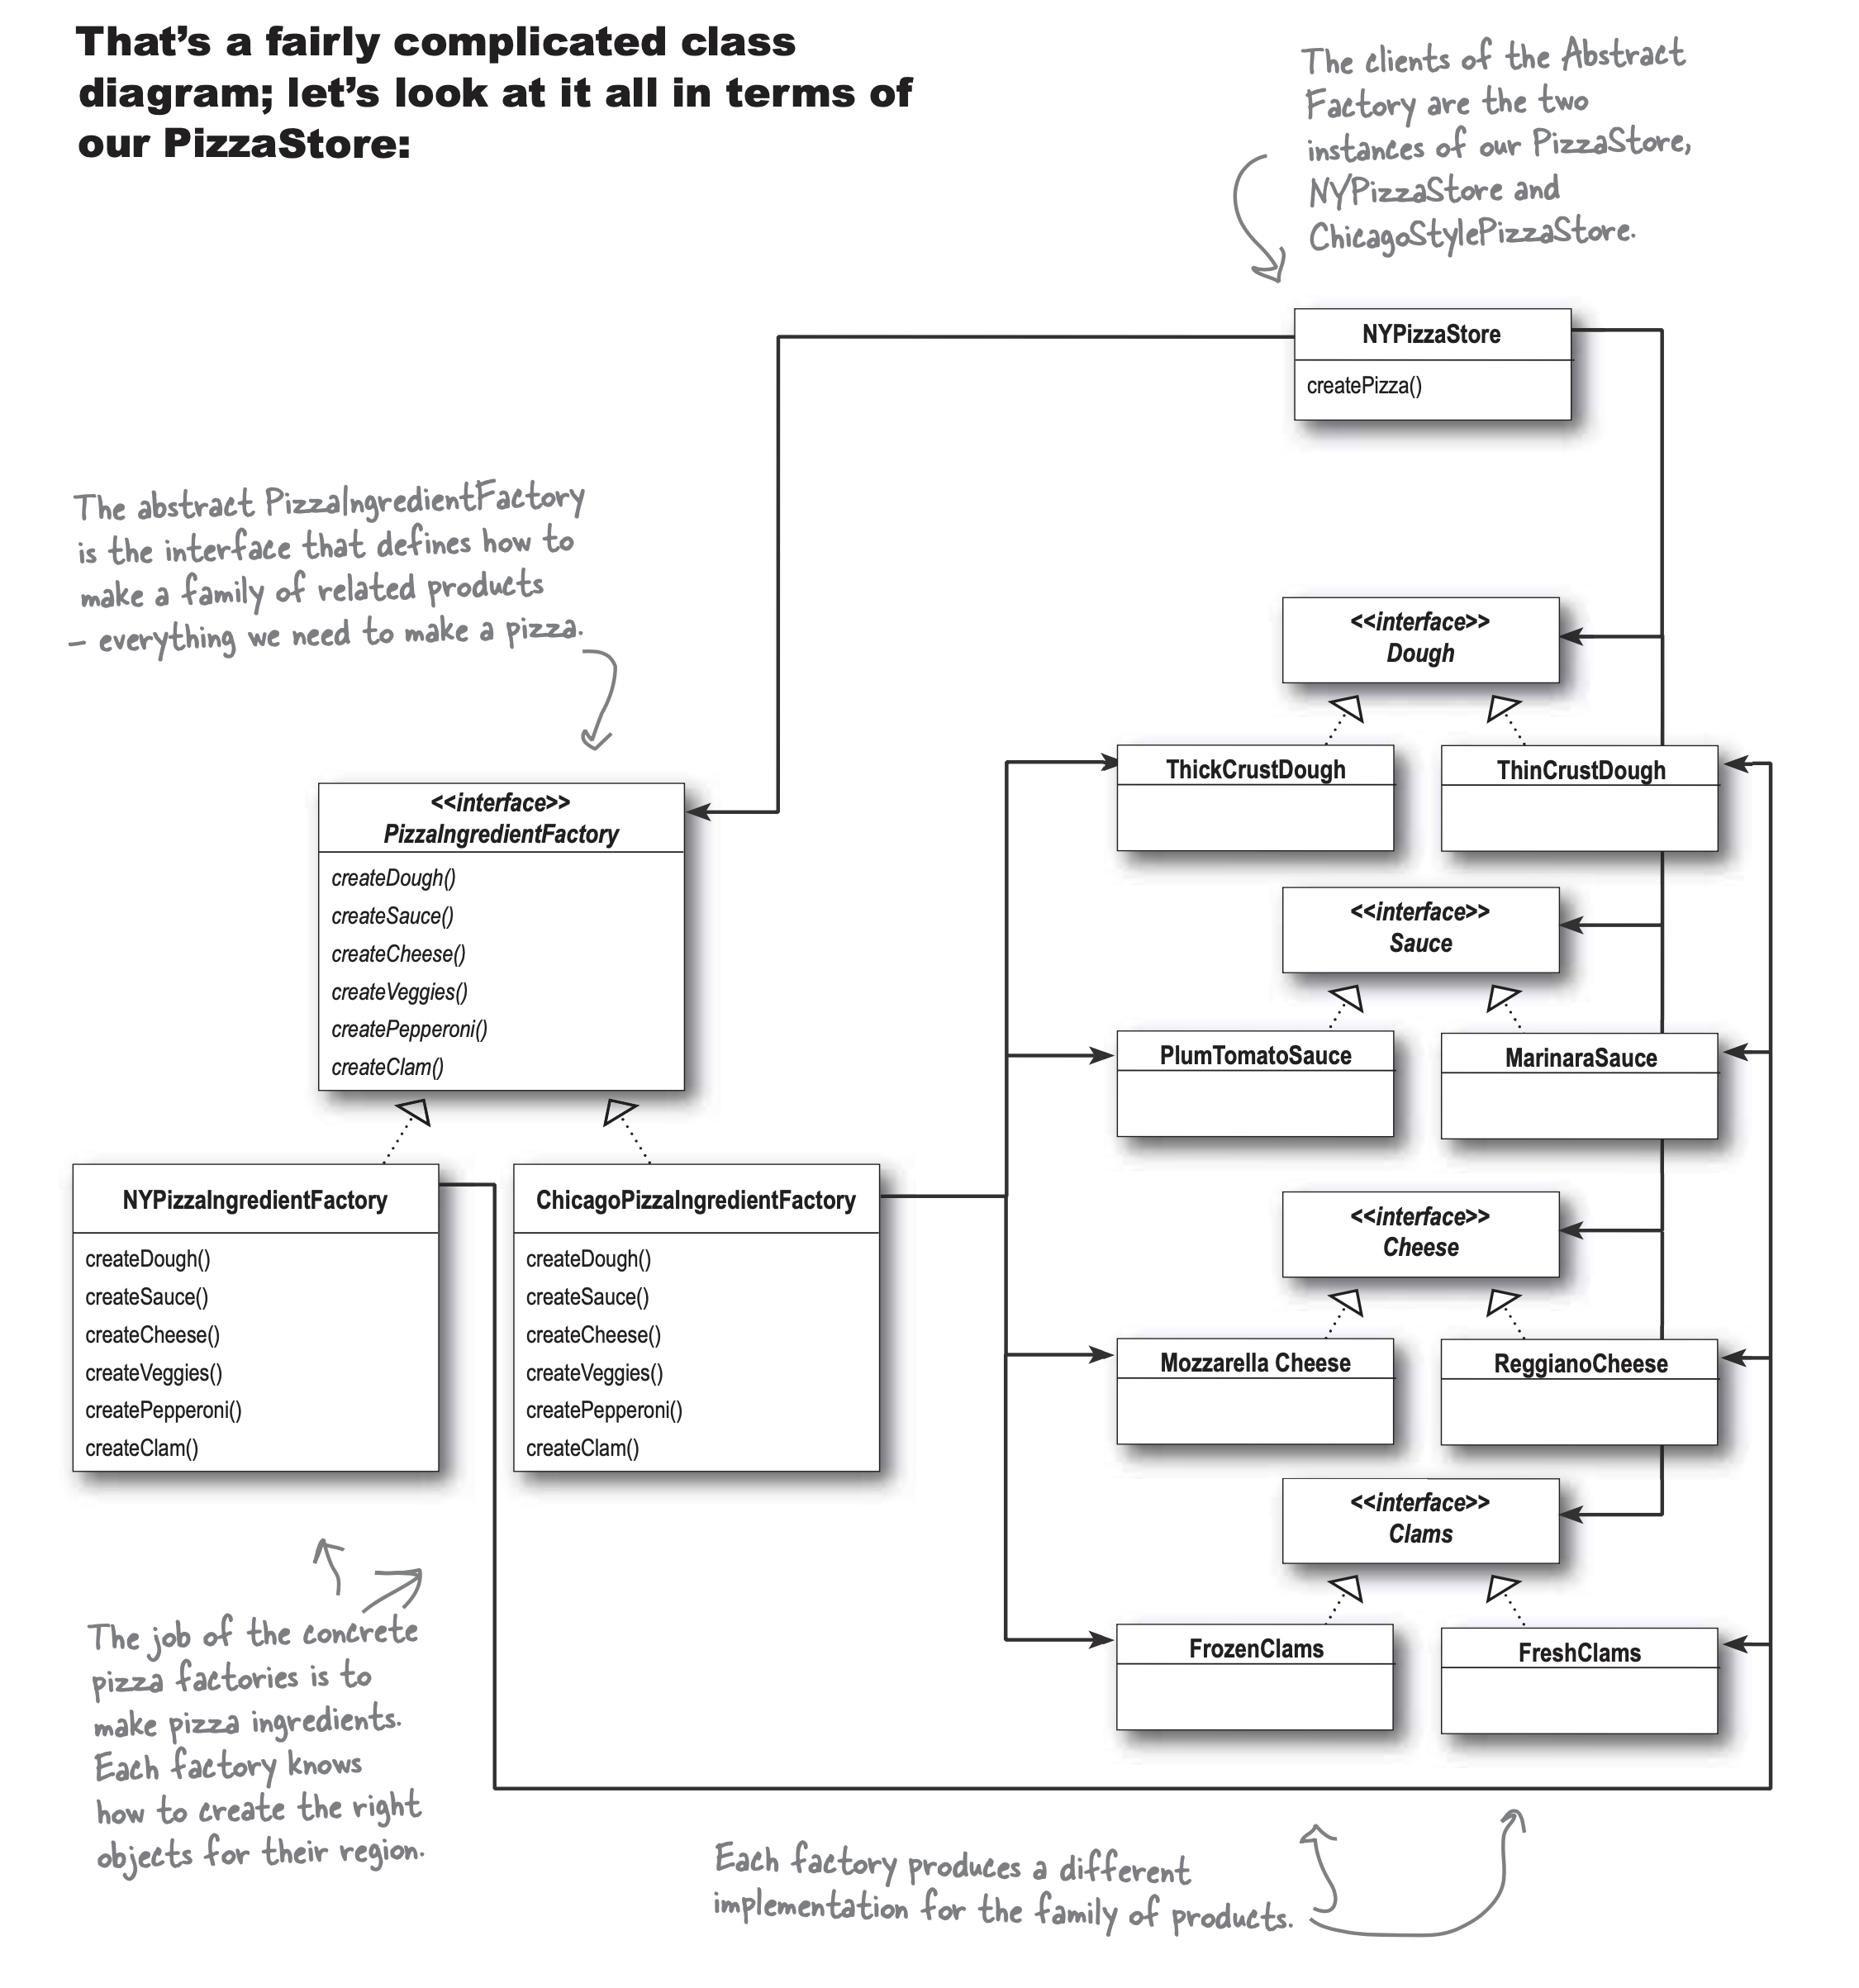 That's a fairly complicated class
diagram; let's look at it all in terms of
our PizzaStore:
The clients of the Abstract
Factory are the two
instances of our PizzaStore,
NYPizzaStore and
ChicagoStylePizzaStore.
NYPizzaStore
createPizza()
The abstract PizzaIngredientFactory
is the interface that defines how to
make a family of related products
– everything we need to make a pizza.
<<interface>>
PizzaIngredientFactory
createDough()
createSauce()
createCheese()
createVeggies()
createPepperoni()
createClam()
NYPizzaIngredientFactory
createDough()
createSauce()
createCheese()
createVeggies()
createPepperoni()
createClam()
ChicagoPizzaIngredientFactory
createDough()
createSauce()
createCheese()
createVeggies()
createPepperoni()
createClam()
<<interface>>
Dough
ThickCrustDough
ThinCrustDough
<<interface>>
Sauce
PlumTomatoSauce
MarinaraSauce
<<interface>>
Cheese
Mozzarella Cheese
ReggianoCheese
<<interface>>
Clams
FrozenClams
FreshClams
The job of the concrete
pizza factories is to
make pizza ingredients.
Each factory knows
how to create the right
objects for their region.
Each factory produces a different
implementation for the family of products.